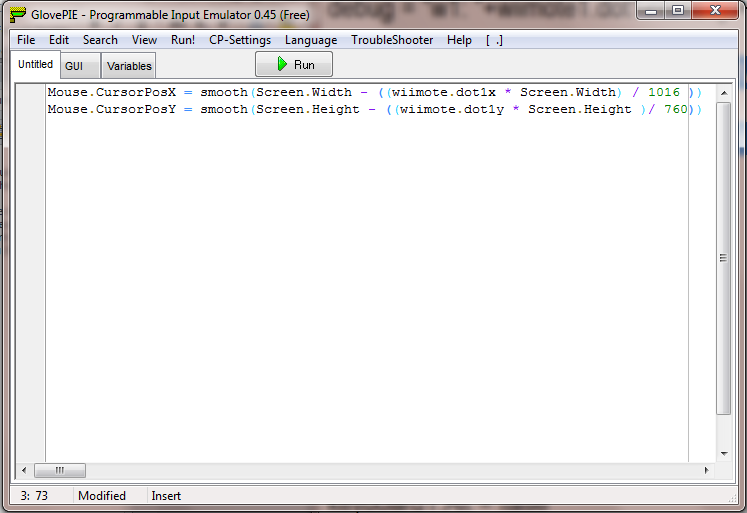 GlovePIE - Programmable Input Emulator 0.45 (Free)
File Edit Search View Run! CP-Settings Language TroubleShooter Help [ .]
Untitled GUI Variables Run
Mouse.CursorPosX = smooth(Screen.Width - ((wiimote.dot1x * Screen.Width) / 1016 ))
Mouse.CursorPosY = smooth(Screen.Height - ((wiimote.dot1y * Screen.Height )/ 760))
3: 73 Modified Insert